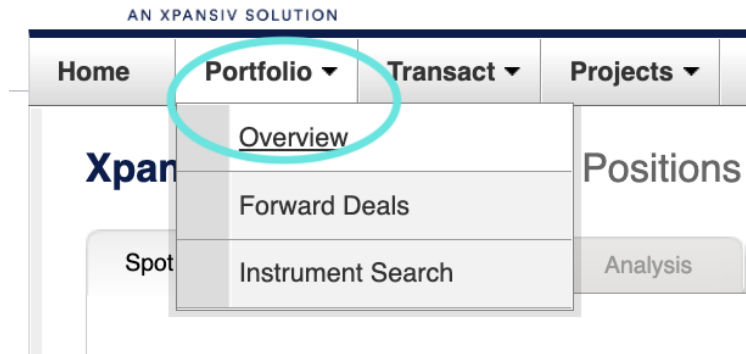 AN XPANSIV SOLUTION
Home Portfolio Transact Projects
Overview
Xpan Positions
Forward Deals
Spot Analysis
Instrument Search